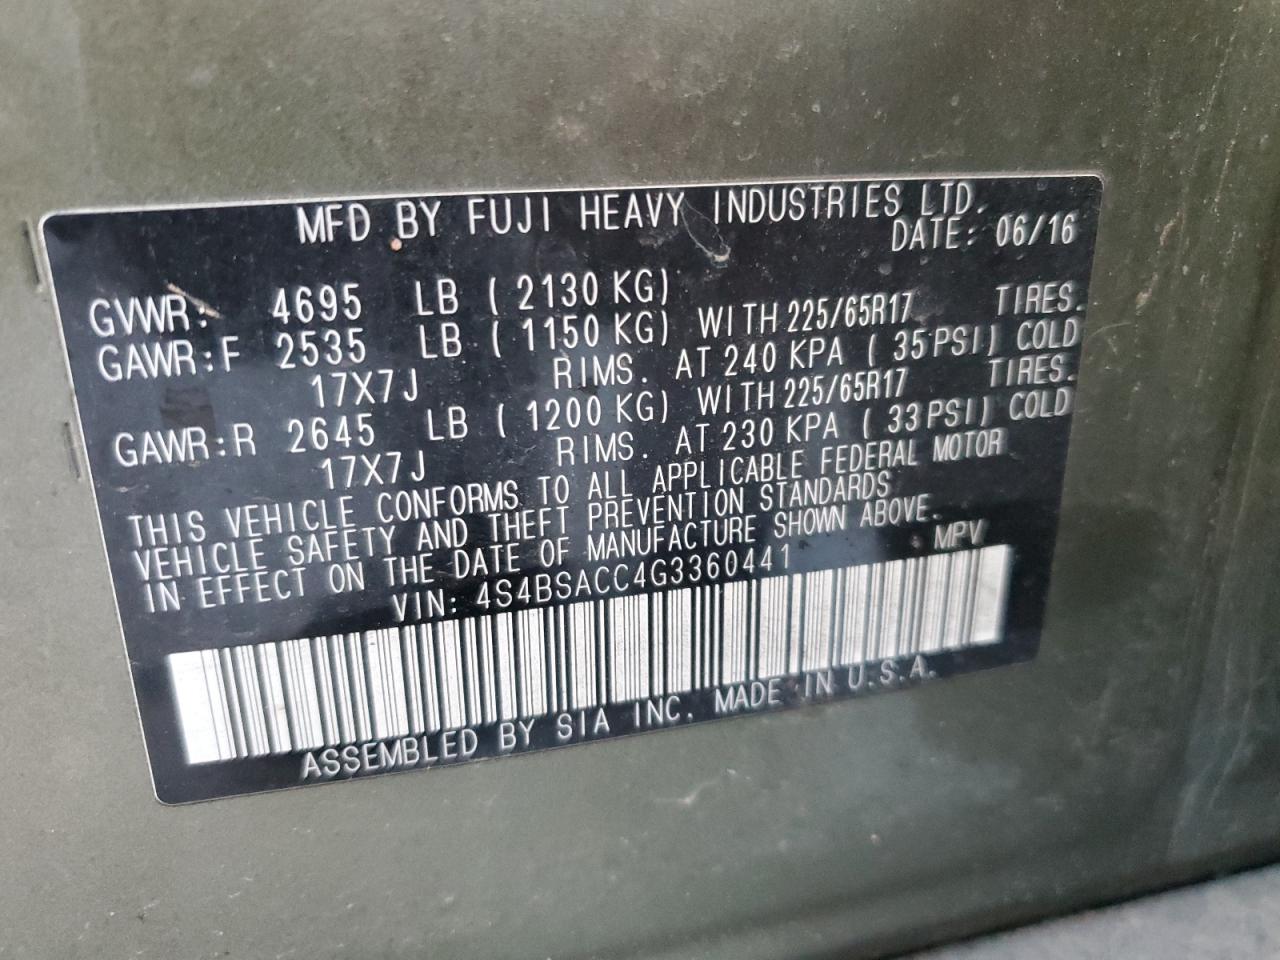 MFD BY FUJI HEAVY INDUSTRIES LTD.
DATE: 06/16
GVWR: 4695 LB ( 2130 KG)
GAWR:F 2535 LB ( 1150 KG) WITH 225/65R17 TIRES.
17X7J RIMS. AT 240 KPA ( 35PSI) COLD
GAWR:R 2645 LB ( 1200 KG) WITH 225/65R17 TIRES.
17X7J RIMS. AT 230 KPA ( 33PSI) COLD
THIS VEHICLE CONFORMS TO ALL APPLICABLE FEDERAL MOTOR
VEHICLE SAFETY AND THEFT PREVENTION STANDARDS
IN EFFECT ON THE DATE OF MANUFACTURE SHOWN ABOVE.
VIN: 4S4BSACC4G3360441 MPV
ASSEMBLED BY SIA INC. MADE IN U.S.A.